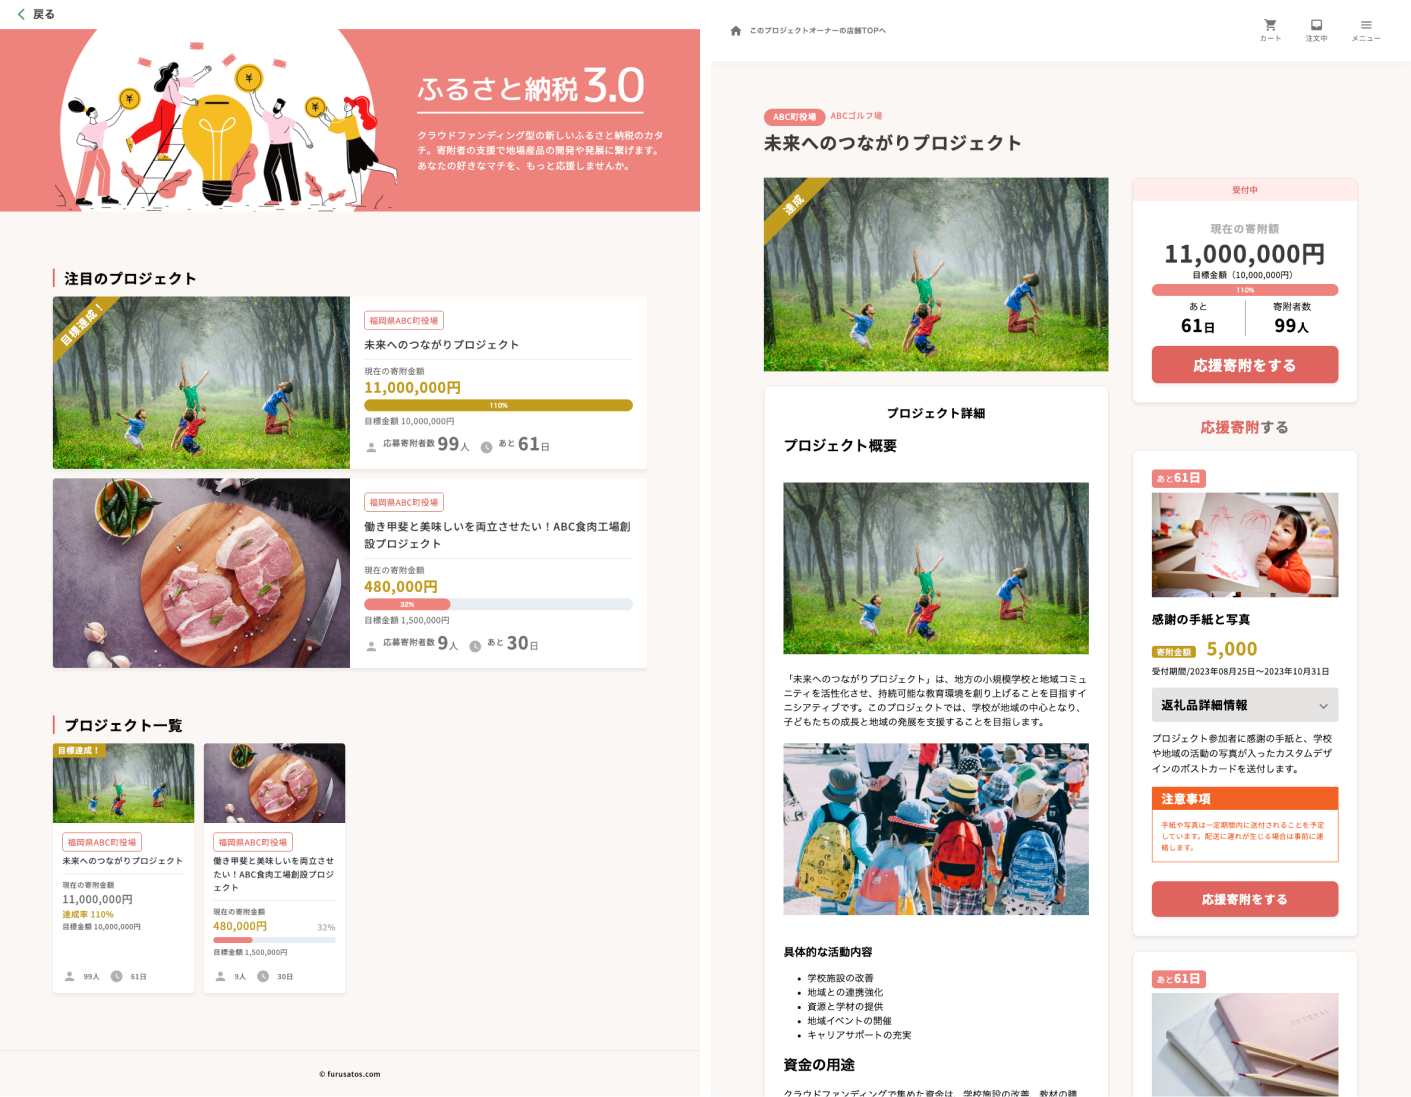 戻る
ふるさと納税3.0
クラウドファンディング型の新しいふるさと納税のカタ
チ。寄附者の支援で地場産品の開発や発展に繋げます。
あなたの好きなマチを、もっと応援しませんか。
注目のプロジェクト
目標達成！
福岡県ABC町役場
未来へのつながりプロジェクト
現在の寄附金額
11,000,000円
110%
目標金額 10,000,000円
応募寄附者数 99人 あと 61日
福岡県ABC町役場
働き甲斐と美味しいを両立させたい！ABC食肉工場創
設プロジェクト
現在の寄附金額
480,000円
32%
目標金額 1,500,000円
応募寄附者数 9人 あと 30日
プロジェクト一覧
目標達成！
福岡県ABC町役場
未来へのつながりプロジェクト
現在の寄附金額
11,000,000円
達成率 110%
目標金額 10,000,000円
99人 61日
福岡県ABC町役場
働き甲斐と美味しいを両立させ
たい！ABC食肉工場創設プロジ
ェクト
現在の寄附金額
480,000円 32%
目標金額 1,500,000円
9人 30日
© furusatos.com
このプロジェクトオーナーの店舗TOPへ
カート 注文中 メニュー
ABC町役場 ABCゴルフ場
未来へのつながりプロジェクト
達成
プロジェクト詳細
プロジェクト概要
「未来へのつながりプロジェクト」は、地方の小規模学校と地域コミュ
ニティを活性化させ、持続可能な教育環境を創り上げることを目指すイ
ニシアティブです。このプロジェクトでは、学校が地域の中心となり、
子どもたちの成長と地域の発展を支援することを目指します。
具体的な活動内容
• 学校施設の改善
• 地域との連携強化
• 資源と学材の提供
• 地域イベントの開催
• キャリアサポートの充実
資金の用途
クラウドファンディングで集めた資金は、学校施設の改善、教材の購
受付中
現在の寄附額
11,000,000円
目標金額（10,000,000円）
110%
あと 寄附者数
61日 99人
応援寄附をする
応援寄附する
あと61日
感謝の手紙と写真
寄附金額 5,000
受付期間/2023年08月25日〜2023年10月31日
返礼品詳細情報
プロジェクト参加者に感謝の手紙と、学校
や地域の活動の写真が入ったカスタムデザ
インのポストカードを送付します。
注意事項
手紙や写真は一定期間内に送付されることを予定
しています。配送に遅れが生じる場合は事前に連
絡します。
応援寄附をする
あと61日
JOURNAL